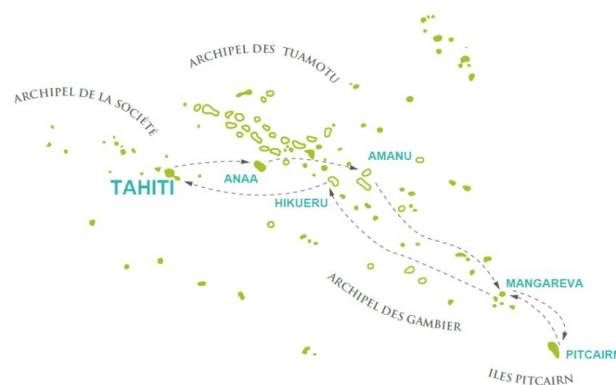 ARCHIPEL DES TUAMOTU
ARCHIPEL DE LA SOCIÉTÉ
AMANU
TAHITI
ANAA
HIKUERU
MANGAREVA
ARCHIPEL DES GAMBIER
PITCAIRN
ILES PITCAIRN